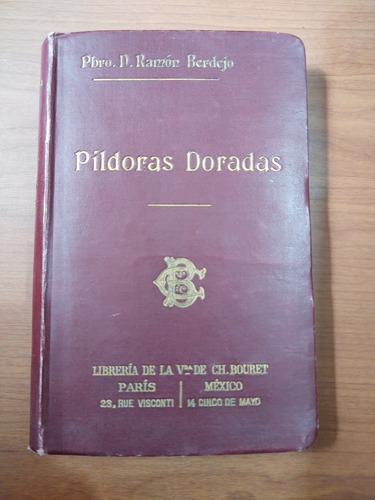 Pbro. D. Ramón Berdejo
Píldoras Doradas
LIBRERÍA DE LA Vda. DE CH. BOURET
PARÍS | MÉXICO
23, RUE VISCONTI | 14 CINCO DE MAYO